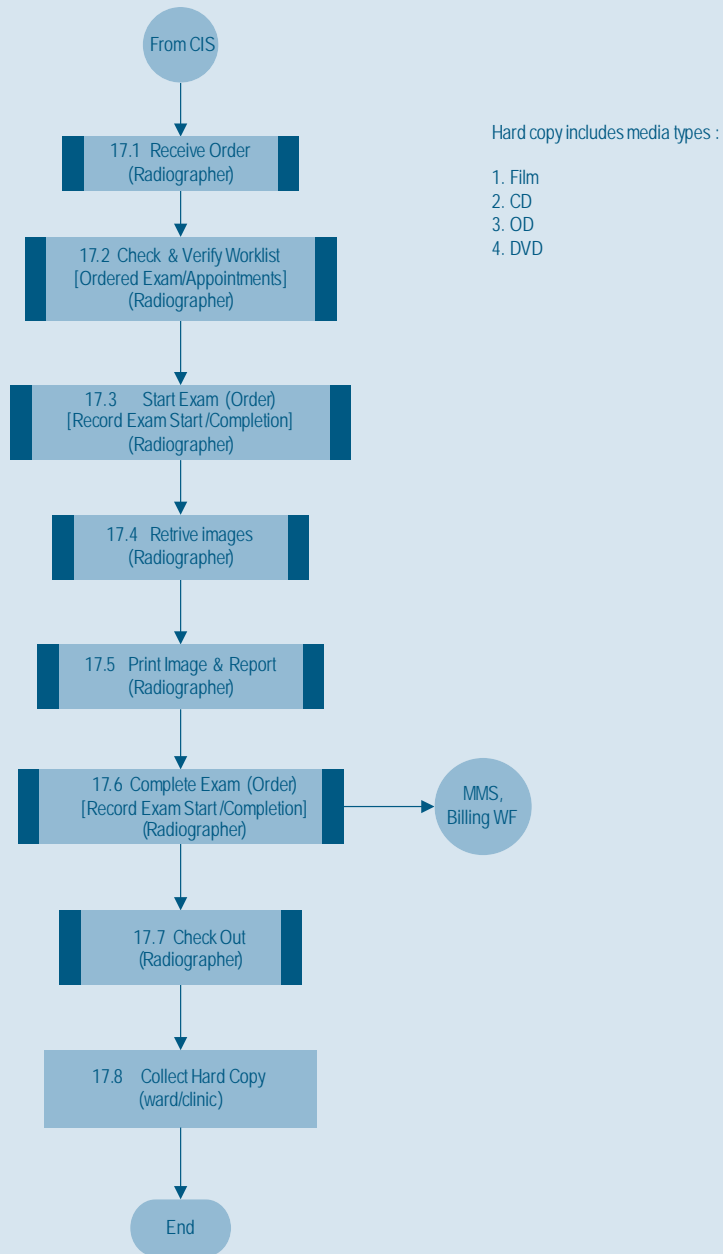 From CIS
17.1 Receive Order
(Radiographer)
Hard copy includes media types :
1. Film
2. CD
3. OD
4. DVD
17.2 Check & Verify Worklist
[Ordered Exam/Appointments]
(Radiographer)
17.3 Start Exam (Order)
[Record Exam Start /Completion]
(Radiographer)
17.4 Retrive images
(Radiographer)
17.5 Print Image & Report
(Radiographer)
17.6 Complete Exam (Order)
[Record Exam Start /Completion]
(Radiographer)
MMS,
Billing WF
17.7 Check Out
(Radiographer)
17.8 Collect Hard Copy
(ward/clinic)
End